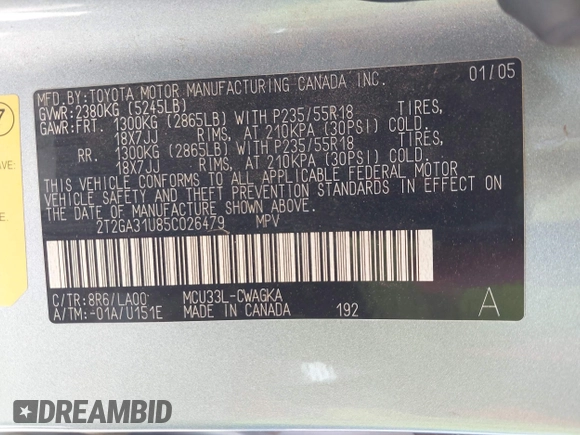 MFD.BY:TOYOTA MOTOR MANUFACTURING CANADA INC. 01/05
GVWR:2380KG (5245LB)
GAWR:FRT. 1300KG (2865LB) WITH P235/55R18 TIRES,
18X7JJ RIMS, AT 210KPA (30PSI) COLD.
RR. 1300KG (2865LB) WITH P235/55R18 TIRES,
18X7JJ RIMS, AT 210KPA (30PSI) COLD.
THIS VEHICLE CONFORMS TO ALL APPLICABLE FEDERAL MOTOR
VEHICLE SAFETY AND THEFT PREVENTION STANDARDS IN EFFECT ON
THE DATE OF MANUFACTURE SHOWN ABOVE.
2T2GA31U85C026479 MPV
C/TR:8R6/LA00 MCU33L-CWAGKA
A/TM:-01A/U151E MADE IN CANADA 192 A
7
AVE:
DREAMBID